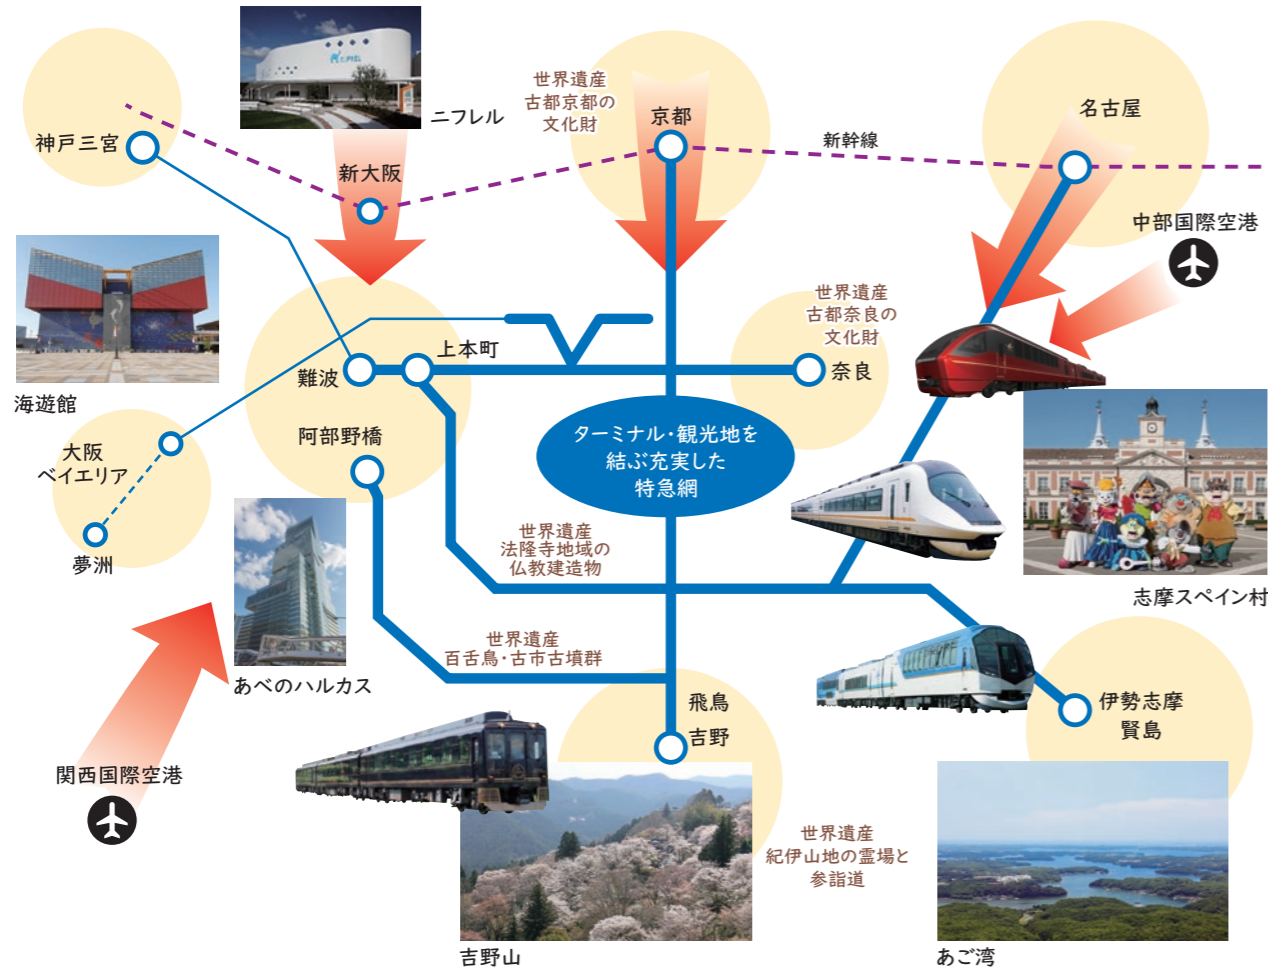 ニフレル
世界遺産
古都京都の
文化財
京都
名古屋
神戸三宮
新大阪
新幹線
中部国際空港
世界遺産
古都奈良の
文化財
上本町
難波
奈良
海遊館
大阪
ベイエリア
阿部野橋
ターミナル・観光地を
結ぶ充実した
特急網
夢洲
世界遺産
法隆寺地域の
仏教建造物
志摩スペイン村
世界遺産
百舌鳥・古市古墳群
あべのハルカス
飛鳥
吉野
伊勢志摩
賢島
関西国際空港
世界遺産
紀伊山地の霊場と
参詣道
吉野山
あご湾